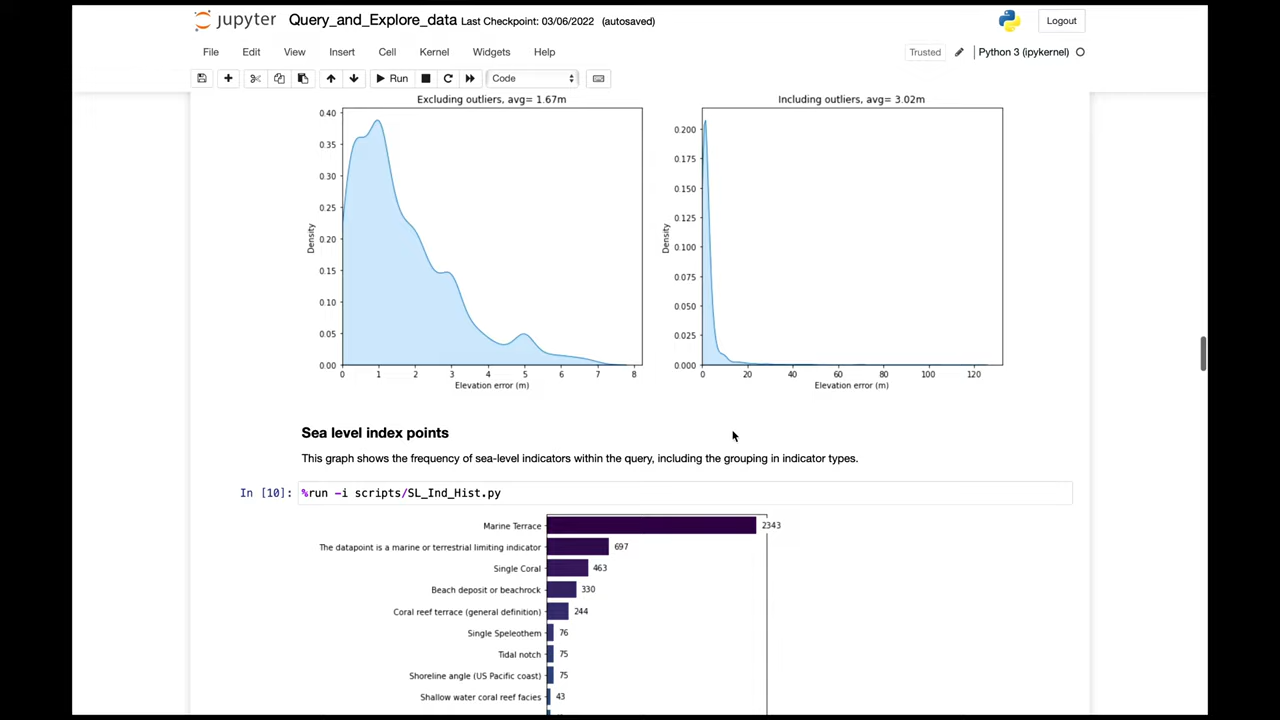 jupyter Query_and_Explore_data Last Checkpoint: 03/06/2022 (autosaved) Logout
File Edit View Insert Cell Kernel Widgets Help Trusted Python 3 (ipykernel)
Run Code
Excluding outliers, avg= 1.67m
0.40
0.35
0.30
0.25
0.20
0.15
0.10
0.05
0.00
Density
0 1 2 3 4 5 6 7 8
Elevation error (m)
Including outliers, avg= 3.02m
0.200
0.175
0.150
0.125
0.100
0.075
0.050
0.025
0.000
Density
0 20 40 60 80 100 120
Elevation error (m)
Sea level index points
This graph shows the frequency of sea-level indicators within the query, including the grouping in indicator types.
In [10]: %run -i scripts/SL_Ind_Hist.py
Marine Terrace 2343
The datapoint is a marine or terrestrial limiting indicator 697
Single Coral 463
Beach deposit or beachrock 330
Coral reef terrace (general definition) 244
Single Speleothem 76
Tidal notch 75
Shoreline angle (US Pacific coast) 75
Shallow water coral reef facies 43